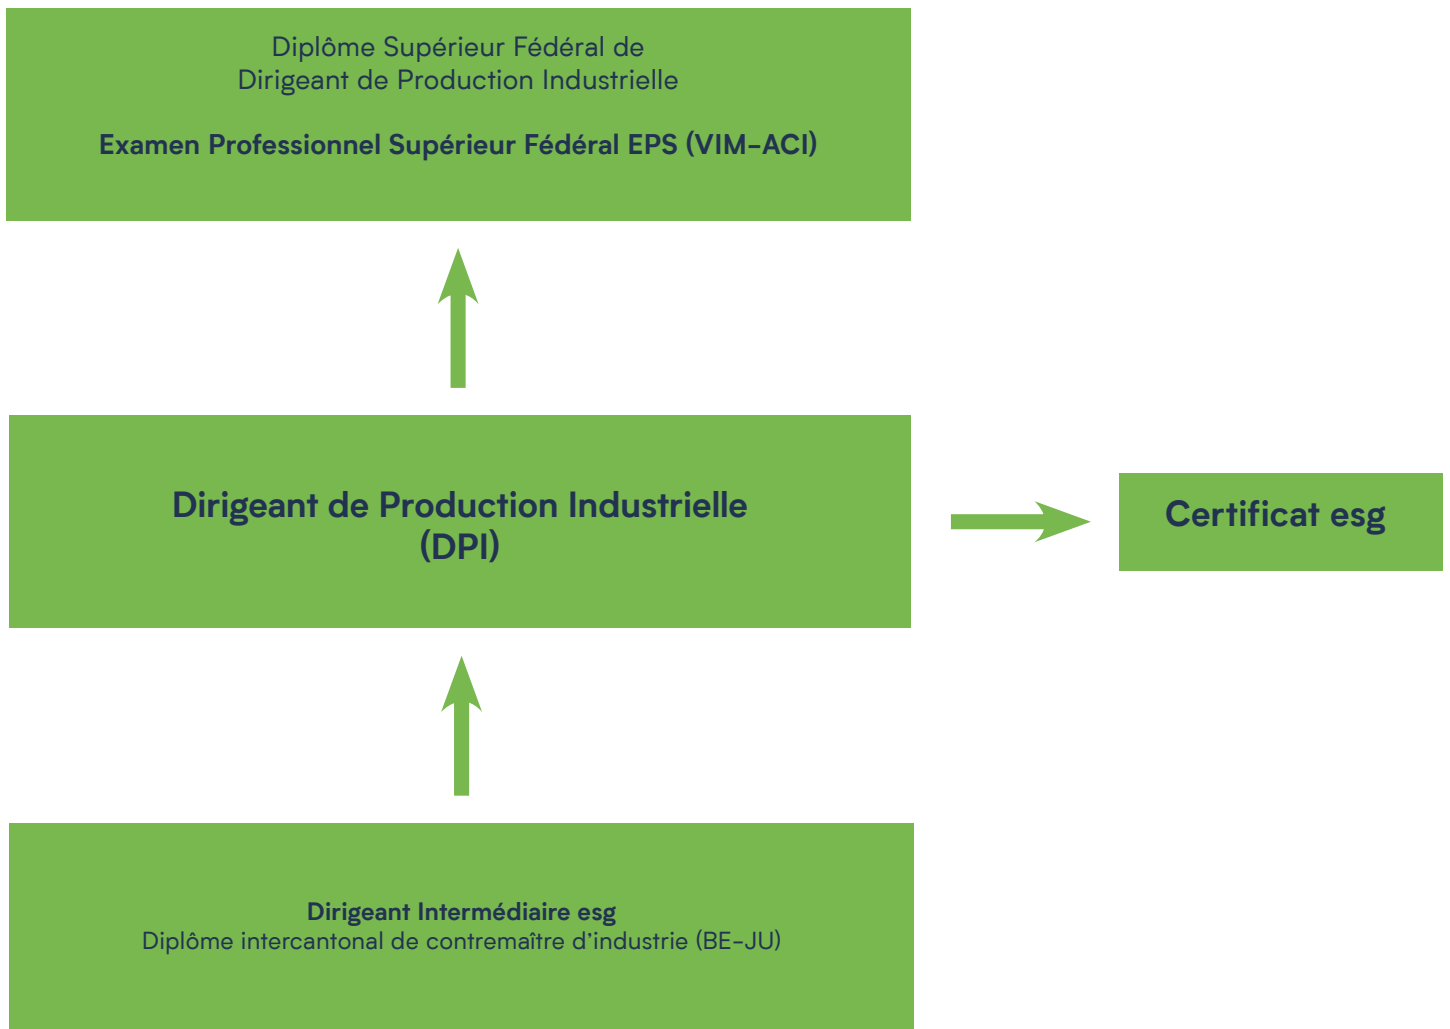 Diplôme Supérieur Fédéral de
Dirigeant de Production Industrielle
Examen Professionnel Supérieur Fédéral EPS (VIM-ACI)
Dirigeant de Production Industrielle
(DPI)
Certificat esg
Dirigeant Intermédiaire esg
Diplôme intercantonal de contremaître d'industrie (BE-JU)